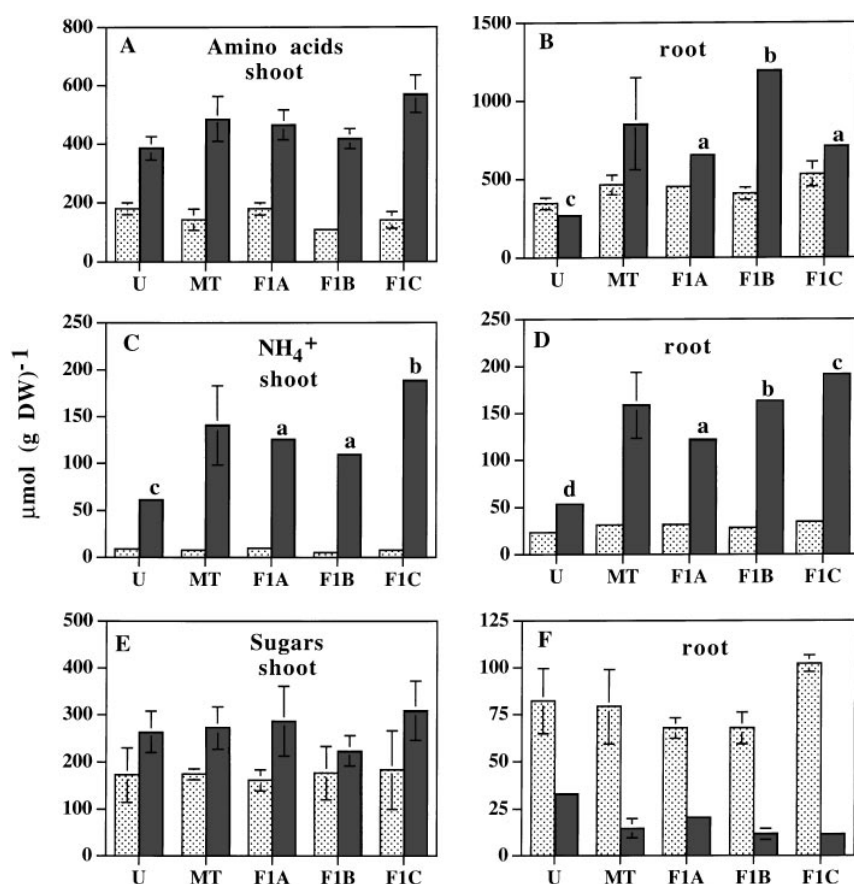 A
Amino acids
shoot
800
600
400
200
0
U MT F1A F1B F1C
B
root
1500
1000
500
0
c a b a
U MT F1A F1B F1C
C
NH₄⁺
shoot
250
200
150
100
50
0
c a a b
U MT F1A F1B F1C
D
root
250
200
150
100
50
0
d a b c
U MT F1A F1B F1C
µmol (g DW)⁻¹
E
Sugars
shoot
500
400
300
200
100
0
U MT F1A F1B F1C
F
root
125
100
75
50
25
0
U MT F1A F1B F1C